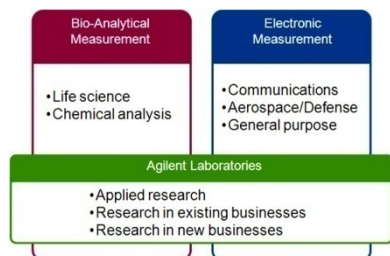 Bio-Analytical
Measurement
•Life science
•Chemical analysis
Electronic
Measurement
•Communications
•Aerospace/Defense
•General purpose
Agilent Laboratories
•Applied research
•Research in existing businesses
•Research in new businesses